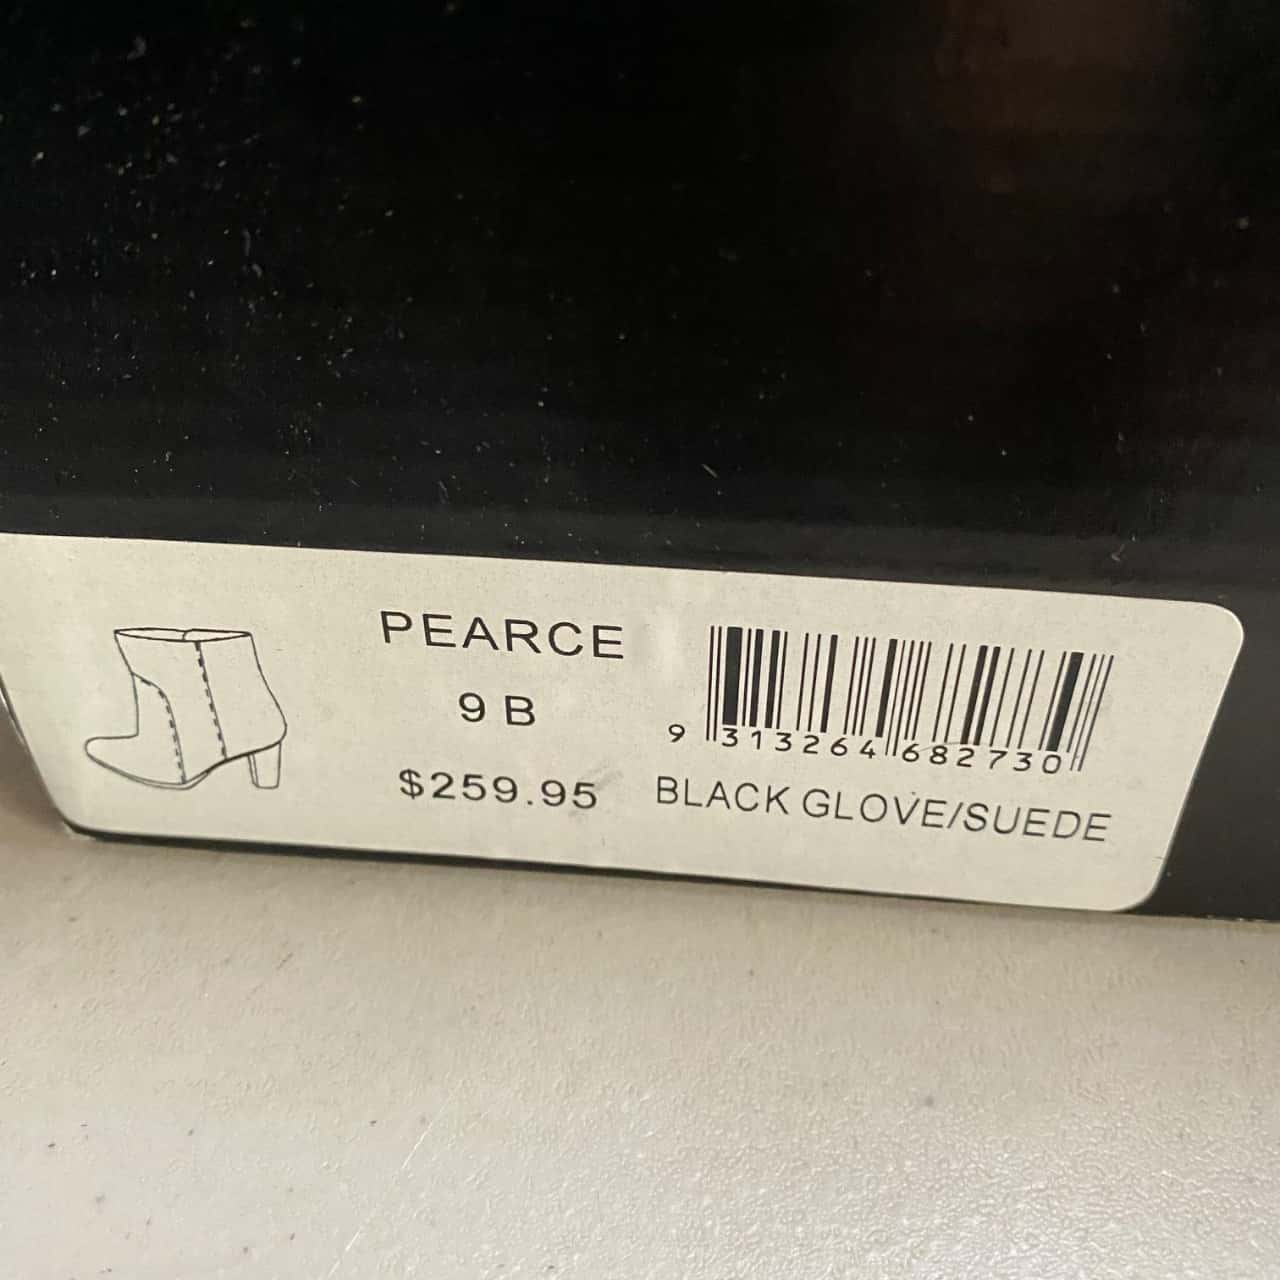 PEARCE
9 B
$259.95
9 313264 682730
BLACK GLOVE/SUEDE